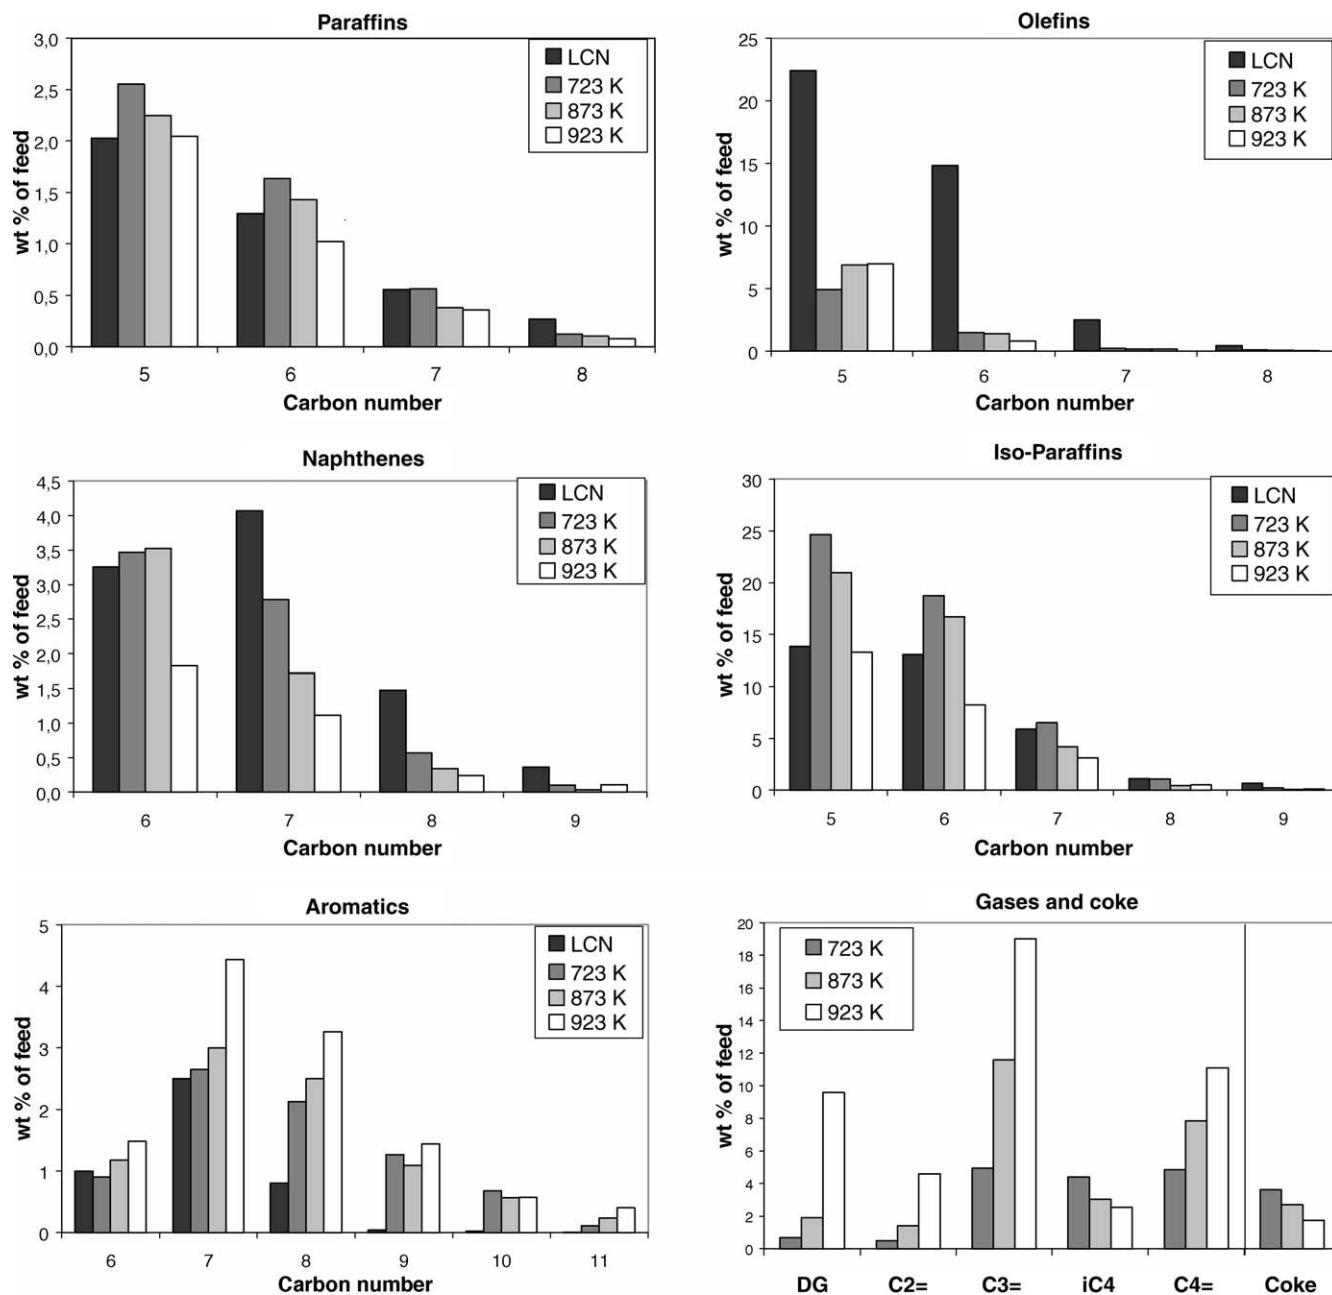 Paraffins
3,0
2,5
2,0
1,5
1,0
0,5
0,0
wt % of feed
LCN
723 K
873 K
923 K
5 6 7 8
Carbon number
Olefins
25
20
15
10
5
0
wt % of feed
LCN
723 K
873 K
923 K
5 6 7 8
Carbon number
Naphthenes
4,5
4,0
3,5
3,0
2,5
2,0
1,5
1,0
0,5
0,0
wt % of feed
LCN
723 K
873 K
923 K
6 7 8 9
Carbon number
Iso-Paraffins
30
25
20
15
10
5
0
wt % of feed
LCN
723 K
873 K
923 K
5 6 7 8 9
Carbon number
Aromatics
5
4
3
2
1
0
wt % of feed
LCN
723 K
873 K
923 K
6 7 8 9 10 11
Carbon number
Gases and coke
20
18
16
14
12
10
8
6
4
2
0
wt % of feed
723 K
873 K
923 K
DG C2= C3= iC4 C4= Coke